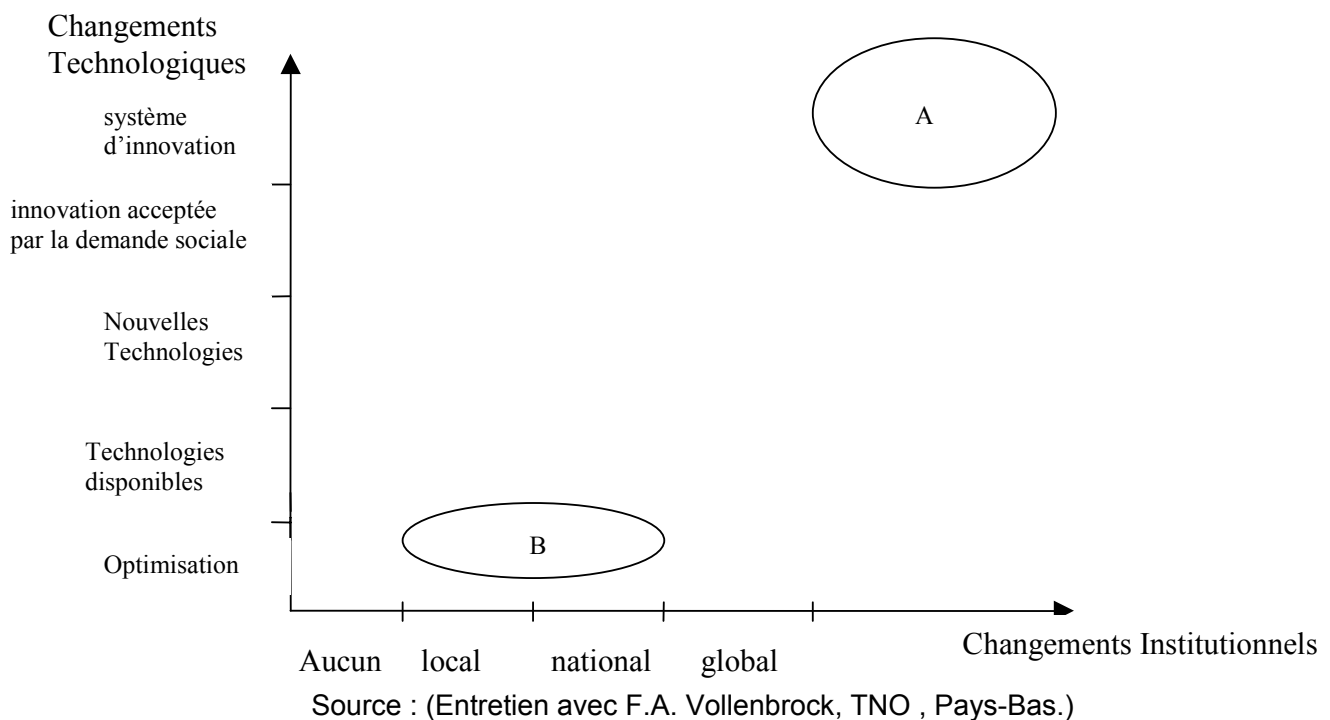 Changements
Technologiques
système
d’innovation
A
innovation acceptée
par la demande sociale
Nouvelles
Technologies
Technologies
disponibles
B
Optimisation
Changements Institutionnels
Aucun local national global
Source : (Entretien avec F.A. Vollenbrock, TNO , Pays-Bas.)